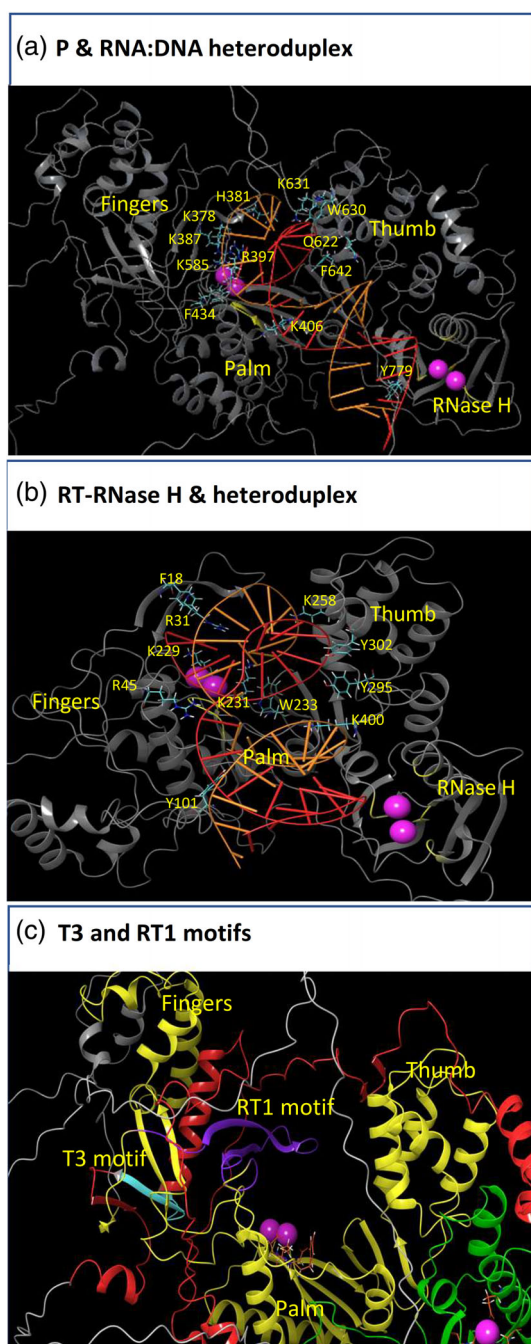 (a) P & RNA:DNA heteroduplex
Fingers
H381
K631
W630
K378
Thumb
K387
R397
Q622
K585
F642
F434
K406
Palm
Y779
RNase H
(b) RT-RNase H & heteroduplex
F18
K258
Thumb
R31
Y302
K229
Fingers
R45
Y295
K231
W233
K400
Palm
RNase H
Y101
(c) T3 and RT1 motifs
Fingers
Thumb
RT1 motif
T3 motif
Palm